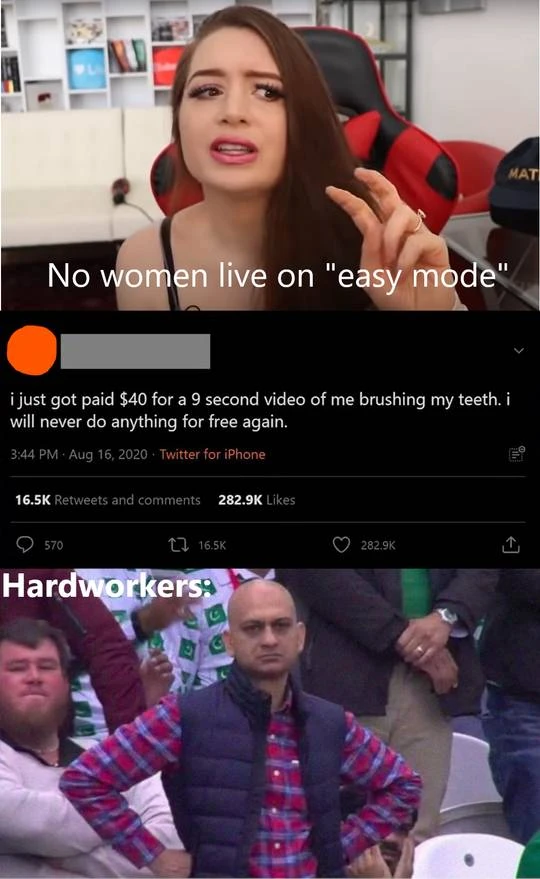 MAT
No women live on "easy mode"
i just got paid $40 for a 9 second video of me brushing my teeth. i
will never do anything for free again.
3:44 PM · Aug 16, 2020 · Twitter for iPhone
16.5K Retweets and comments 282.9K Likes
570 16.5K 282.9K
Hardworkers: